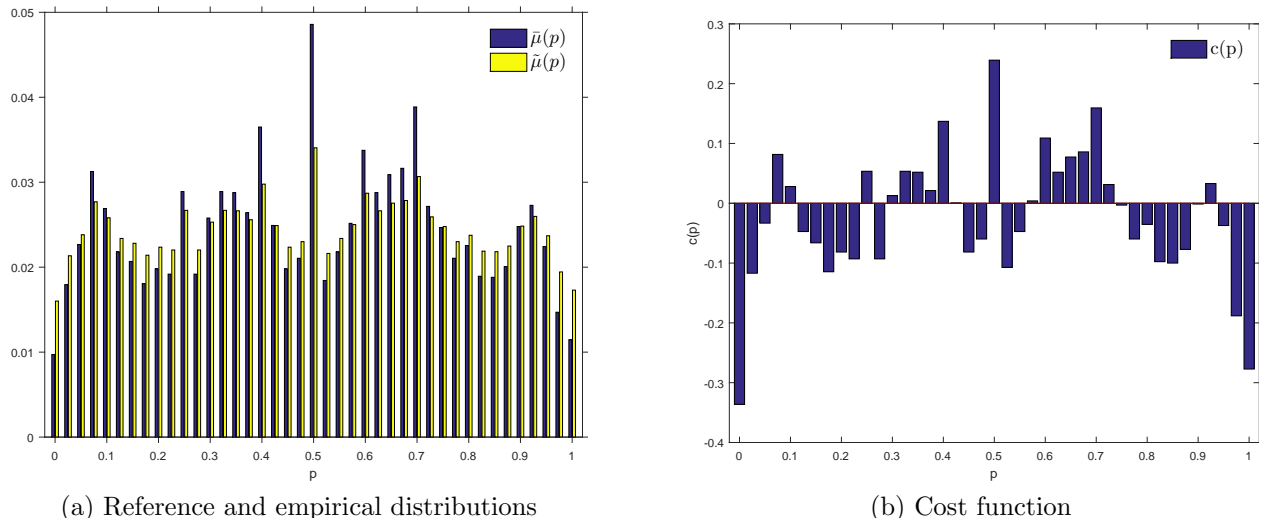 0.05
0.04
0.03
0.02
0.01
0
μ̄(p)
μ̃(p)
0 0.1 0.2 0.3 0.4 0.5 0.6 0.7 0.8 0.9 1
p
(a) Reference and empirical distributions
0.3
0.2
0.1
0
-0.1
-0.2
-0.3
-0.4
c(p)
c(p)
0 0.1 0.2 0.3 0.4 0.5 0.6 0.7 0.8 0.9 1
p
(b) Cost function